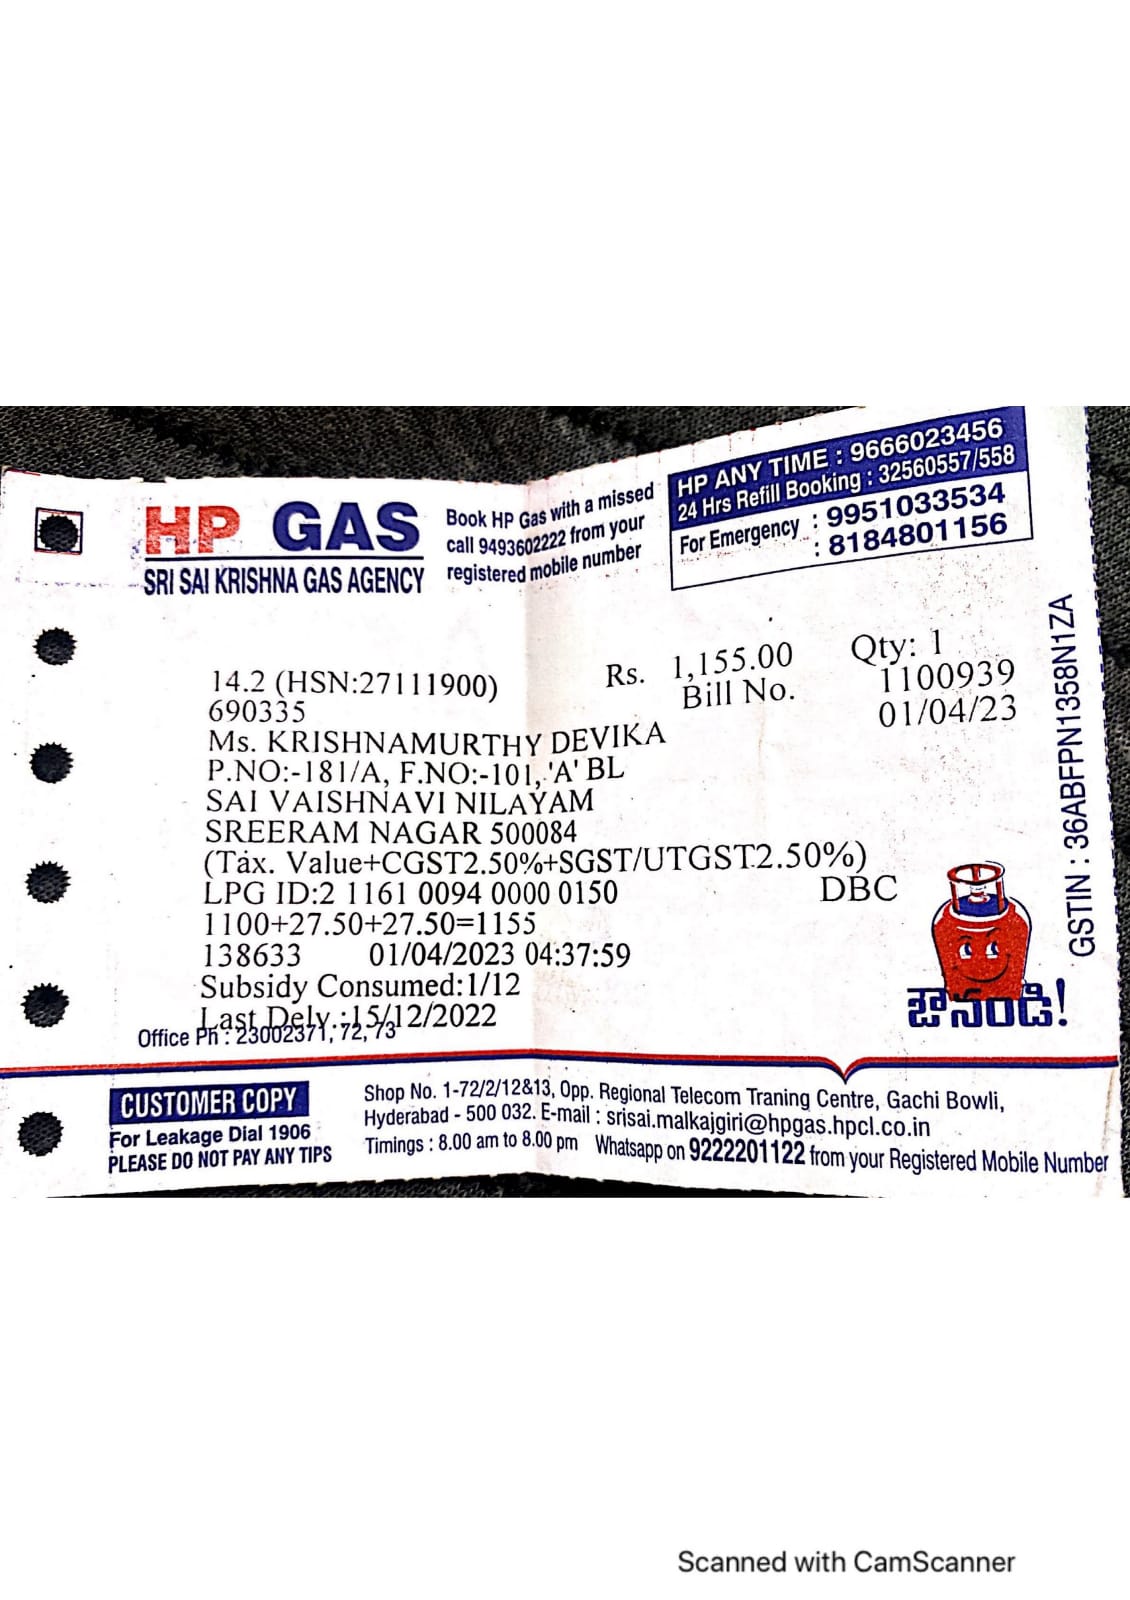 HP GAS
SRI SAI KRISHNA GAS AGENCY
Book HP Gas with a missed
call 9493602222 from your
registered mobile number
HP ANY TIME : 9666023456
24 Hrs Refill Booking : 32560557/558
For Emergency : 9951033534
: 8184801156
14.2 (HSN:27111900) Rs. 1,155.00 Qty: 1
690335 Bill No. 1100939
01/04/23
Ms. KRISHNAMURTHY DEVIKA
P.NO:-181/A, F.NO:-101, 'A' BL
SAI VAISHNAVI NILAYAM
SREERAM NAGAR 500084
(Tax. Value+CGST2.50%+SGST/UTGST2.50%)
LPG ID:2 1161 0094 0000 0150 DBC
1100+27.50+27.50=1155
138633 01/04/2023 04:37:59
Subsidy Consumed:1/12
Last Dely :15/12/2022
Office Ph : 23002371, 72, 73
GSTIN : 36ABFPN1358N1ZA
ఔనండి!
CUSTOMER COPY
For Leakage Dial 1906
PLEASE DO NOT PAY ANY TIPS
Shop No. 1-72/2/12&13, Opp. Regional Telecom Traning Centre, Gachi Bowli,
Hyderabad - 500 032. E-mail : srisai.malkajgiri@hpgas.hpcl.co.in
Timings : 8.00 am to 8.00 pm Whatsapp on 9222201122 from your Registered Mobile Number
Scanned with CamScanner